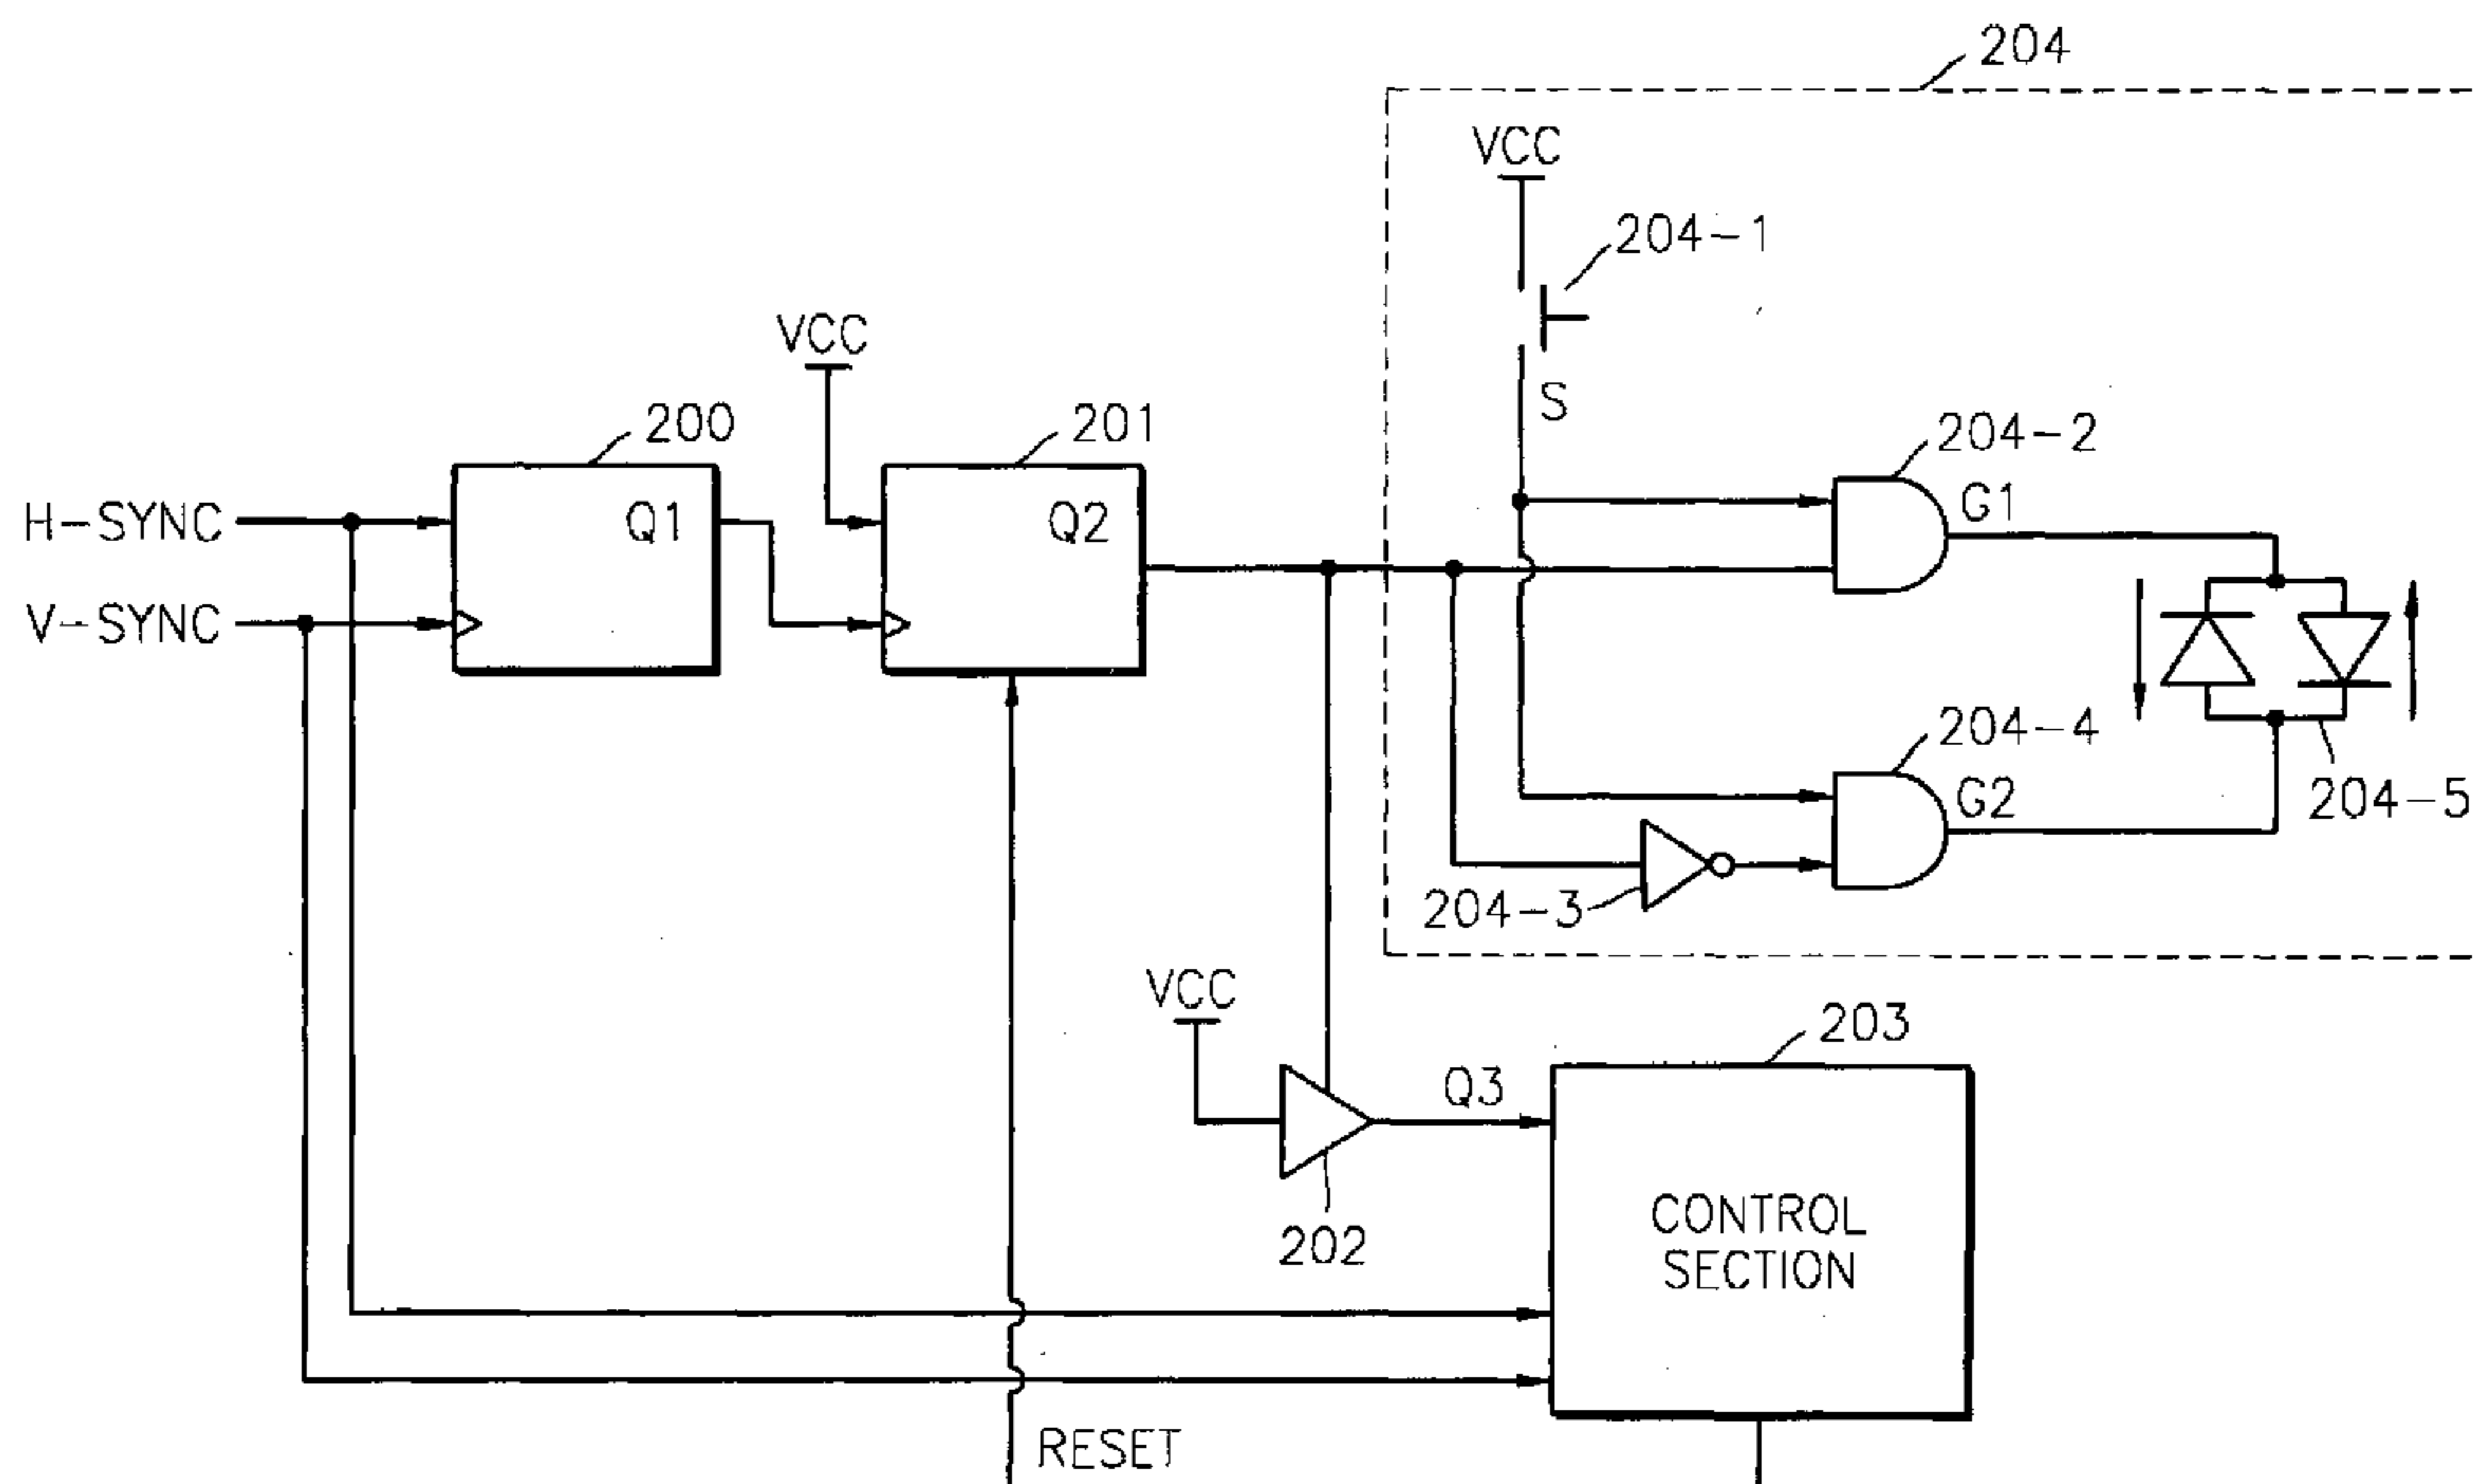 204
VCC
204-1
VCC
S
200
201
204-2
H-SYNC
Q1
Q2
G1
V-SYNC
204-4
G2
204-5
204-3
VCC
203
Q3
CONTROL
SECTION
202
RESET